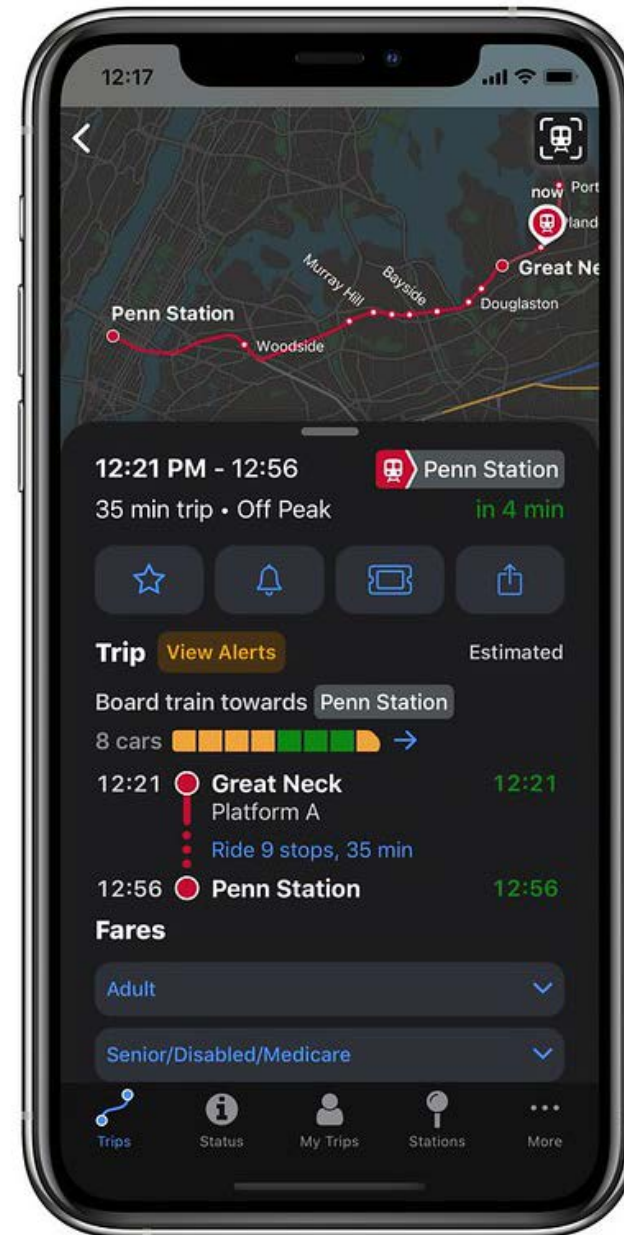 12:17
now
Port
land
Great Ne
Murray Hill
Bayside
Douglaston
Penn Station
Woodside
12:21 PM - 12:56
Penn Station
35 min trip • Off Peak
in 4 min
Trip
View Alerts
Estimated
Board train towards Penn Station
8 cars
12:21 Great Neck 12:21
Platform A
Ride 9 stops, 35 min
12:56 Penn Station 12:56
Fares
Adult
Senior/Disabled/Medicare
Trips
Status
My Trips
Stations
More